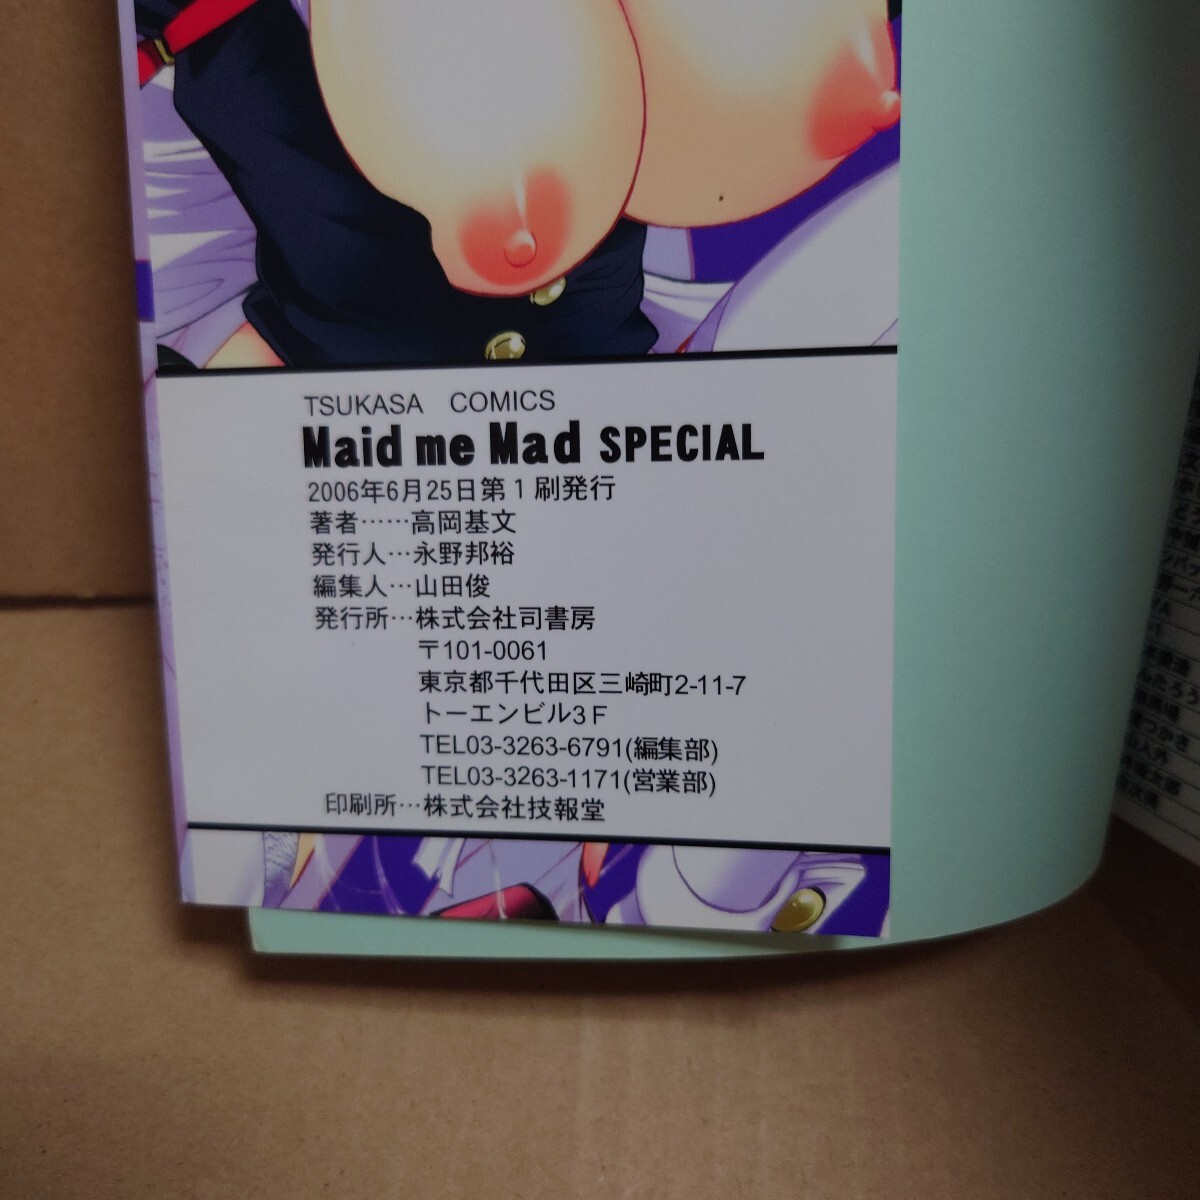 TSUKASA COMICS
Maid me Mad SPECIAL
2006年6月25日第1刷発行
著者……高岡基文
発行人…永野邦裕
編集人…山田俊
発行所…株式会社司書房
〒101-0061
東京都千代田区三崎町2-11-7
トーエンビル3F
TEL03-3263-6791(編集部)
TEL03-3263-1171(営業部)
印刷所…株式会社技報堂